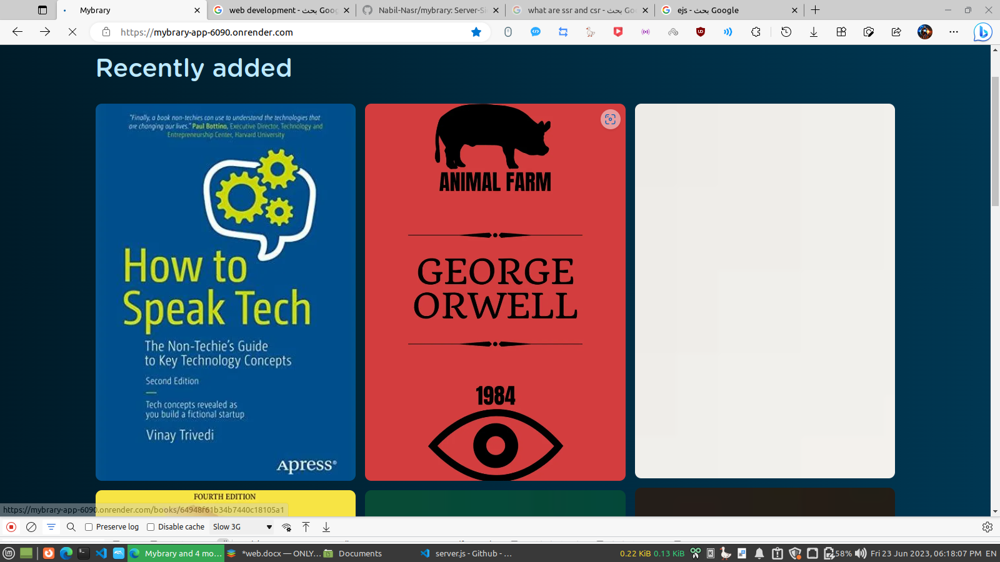 Mybrary
web development - بحث Goog
Nabil-Nasr/mybrary: Server-Si
what are ssr and csr - بحث Go
ejs - بحث Google
https://mybrary-app-6090.onrender.com
Recently added
"Finally, a book non-techies can use to understand the technologies that
are changing our lives." Paul Bottino, Executive Director, Technology and
Entrepreneurship Center, Harvard University
How to
Speak Tech
The Non-Techie's Guide
to Key Technology Concepts
Second Edition
Tech concepts revealed as
you build a fictional startup
Vinay Trivedi
Apress®
ANIMAL FARM
GEORGE
ORWELL
1984
FOURTH EDITION
https://mybrary-app-6090.onrender.com/books/64948f61b34b7440c18105a1
Preserve log
Disable cache
Slow 3G
Mybrary and 4 mo...
*web.docx — ONLY...
Documents
server.js - Github - ...
0.22 KiB 0.13 KiB
58%
Fri 23 Jun 2023, 06:18:07 PM
EN